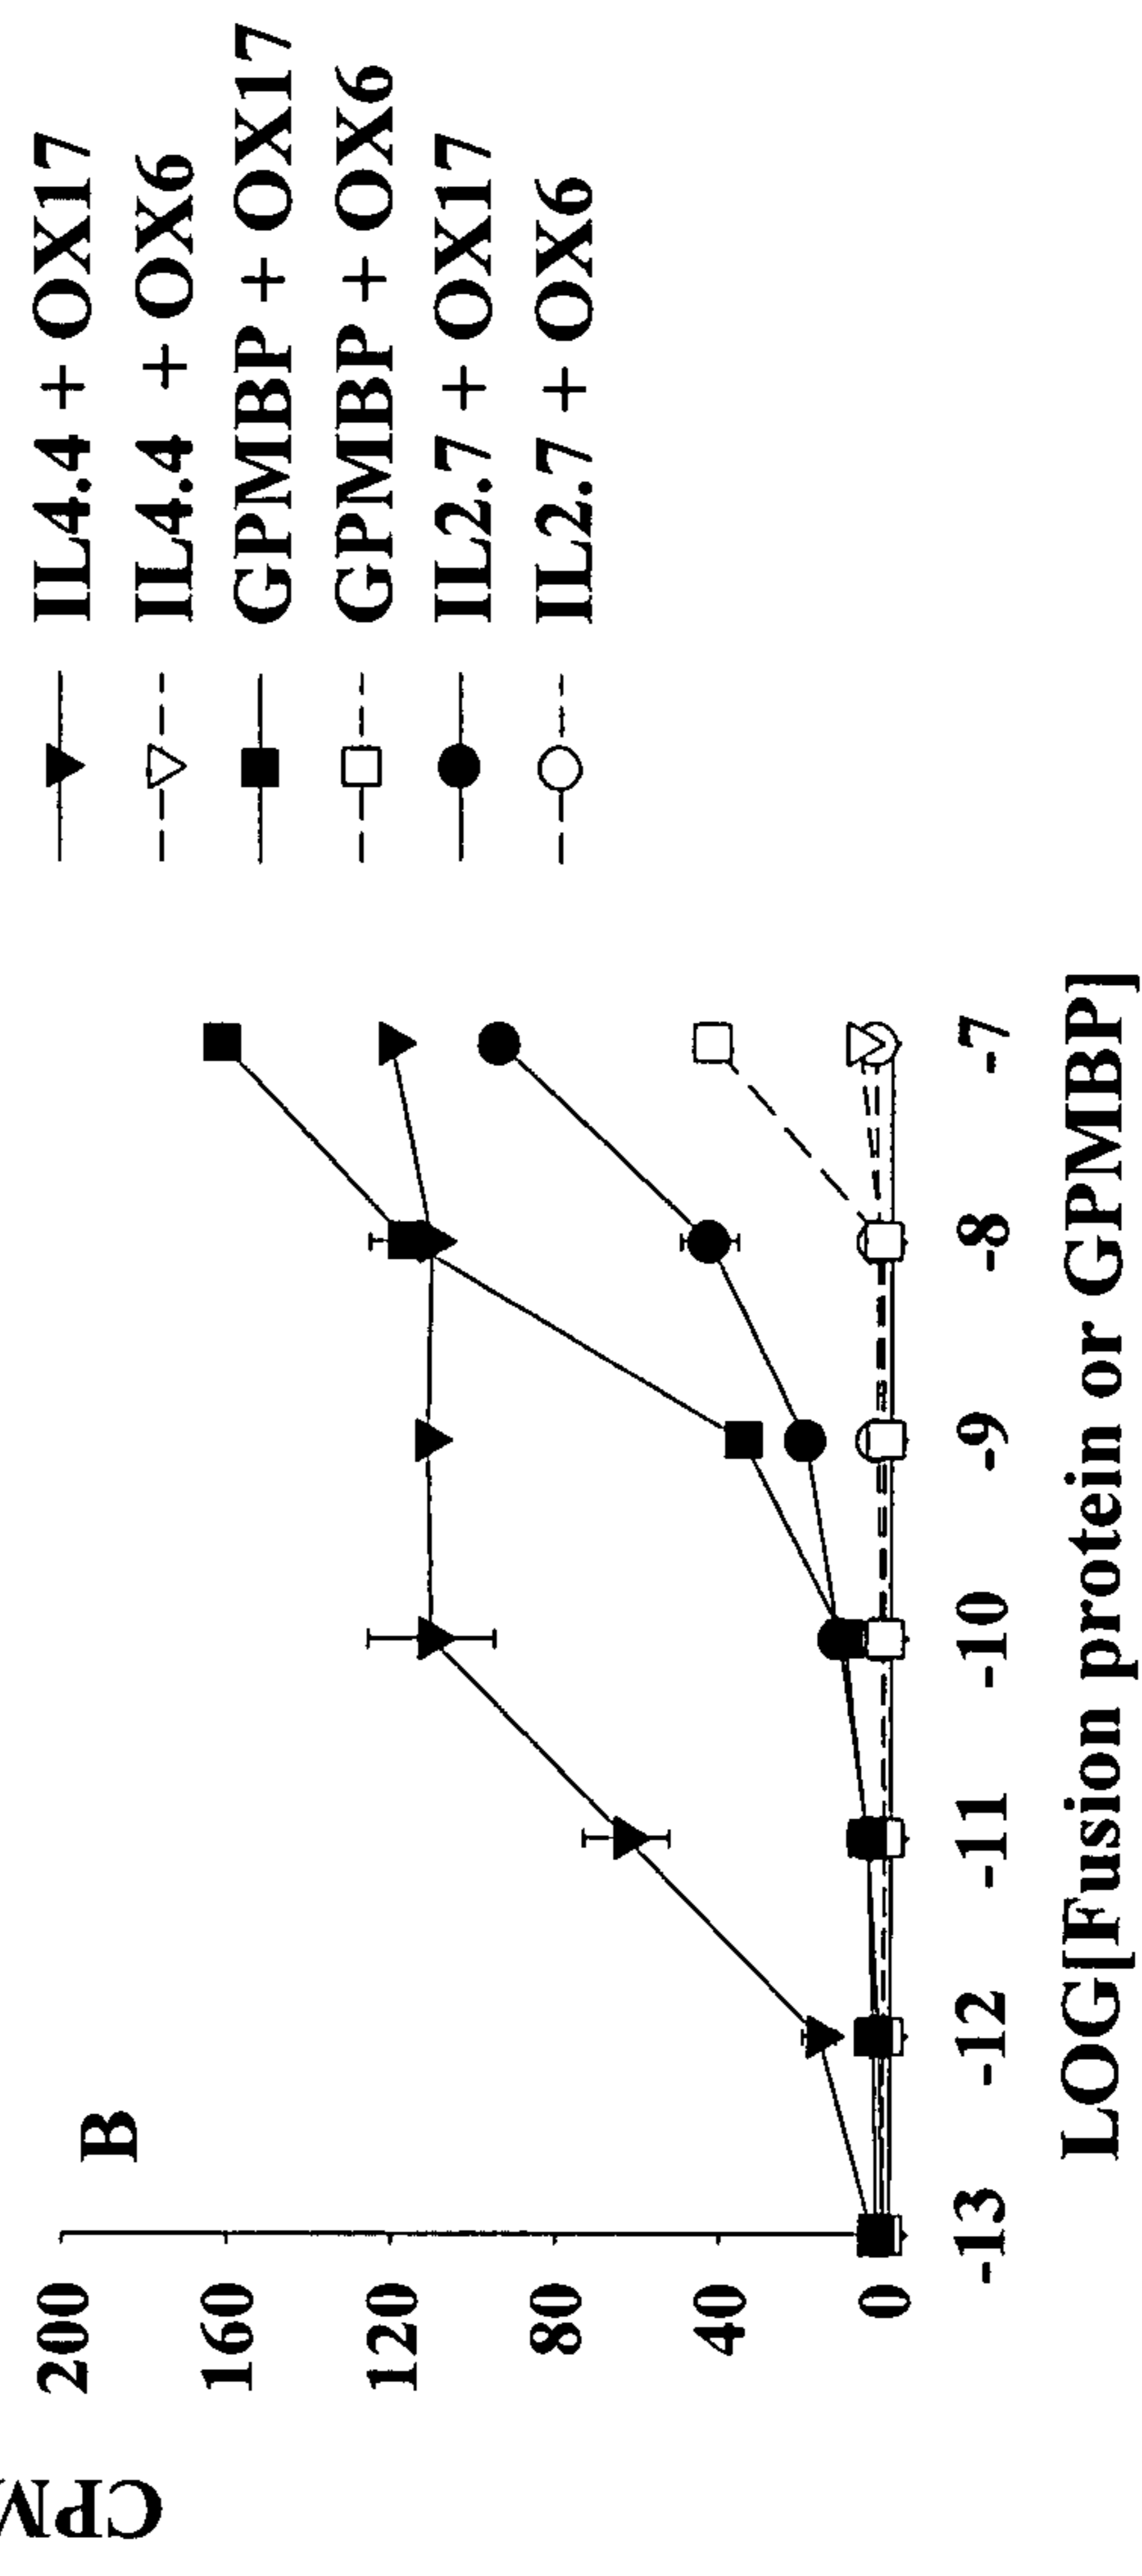 B
CPM
200
160
120
80
40
0
-13
-12
-11
-10
-9
-8
-7
LOG[Fusion protein or GPMBP]
IL4.4 + OX17
IL4.4 + OX6
GPMBP + OX17
GPMBP + OX6
IL2.7 + OX17
IL2.7 + OX6